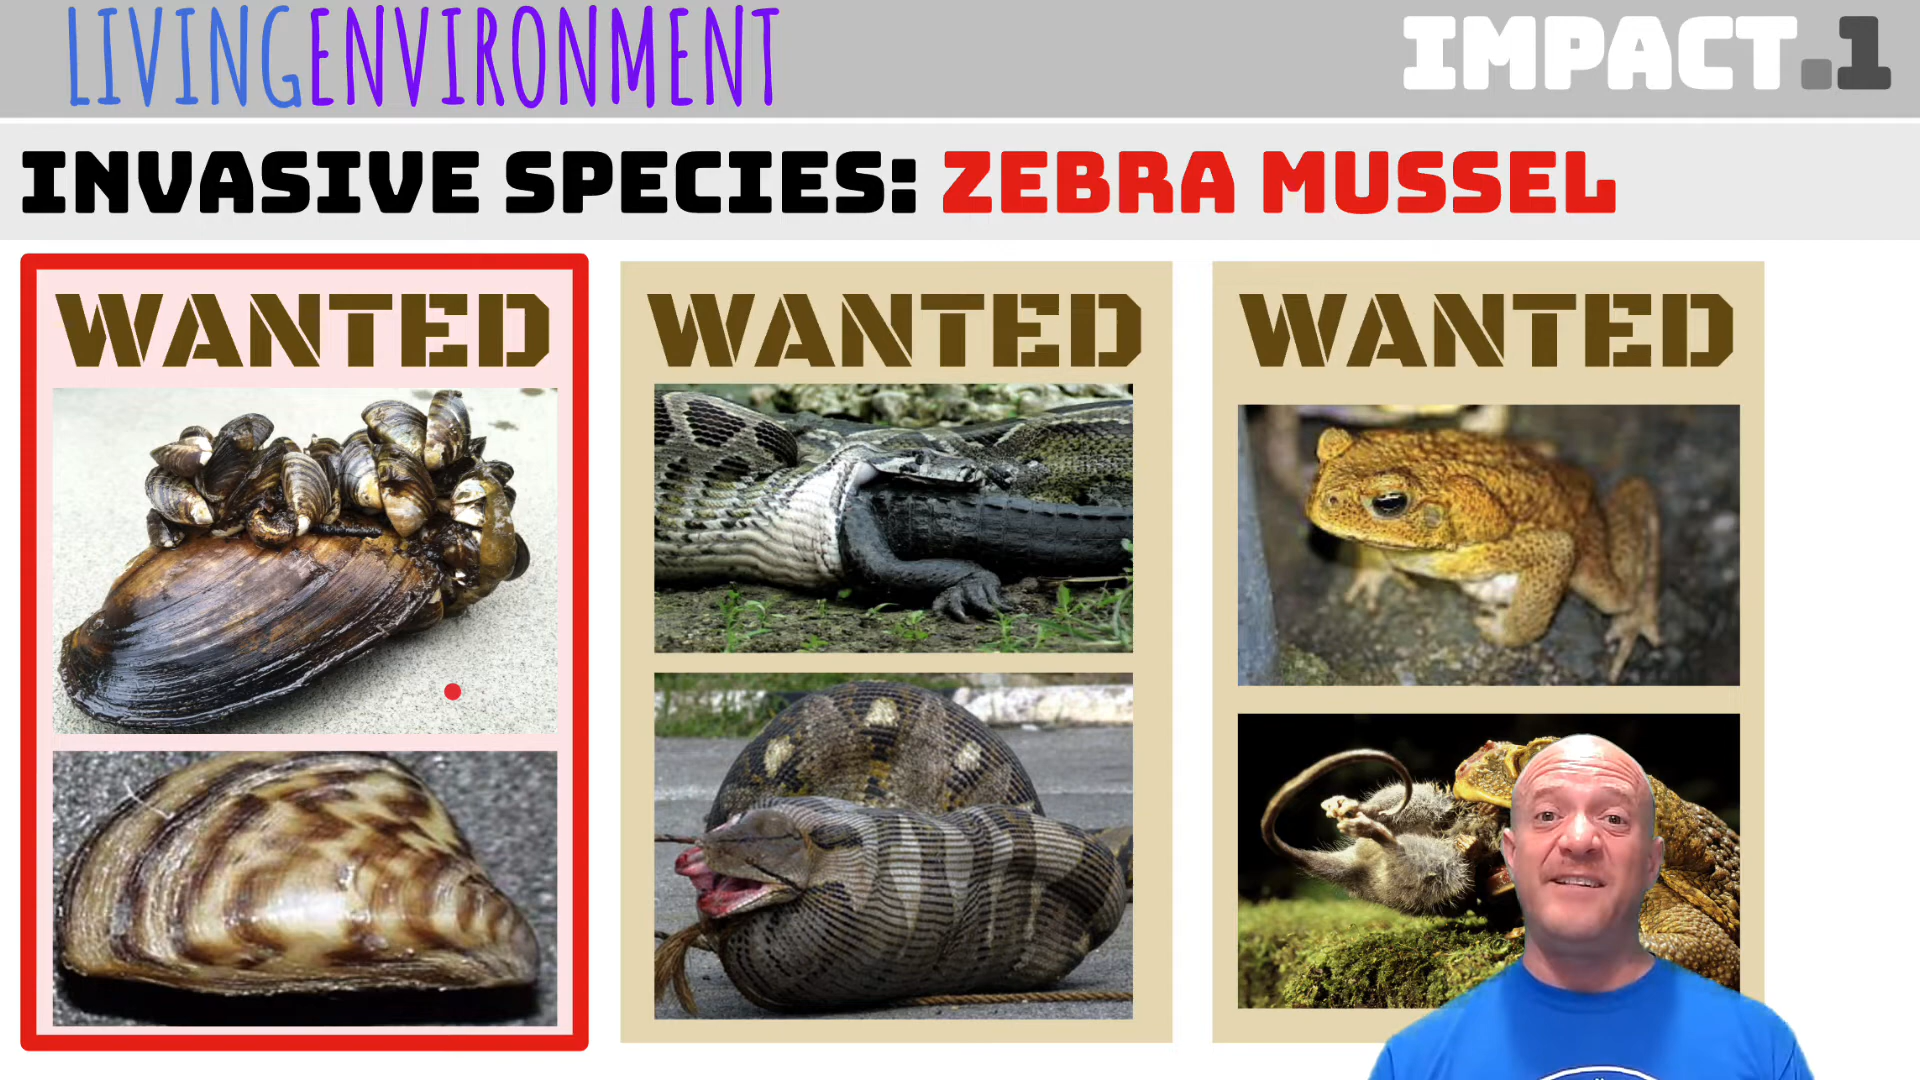 LIVINGENVIRONMENT
IMPACT.1
INVASIVE SPECIES: ZEBRA MUSSEL
WANTED
WANTED
WANTED